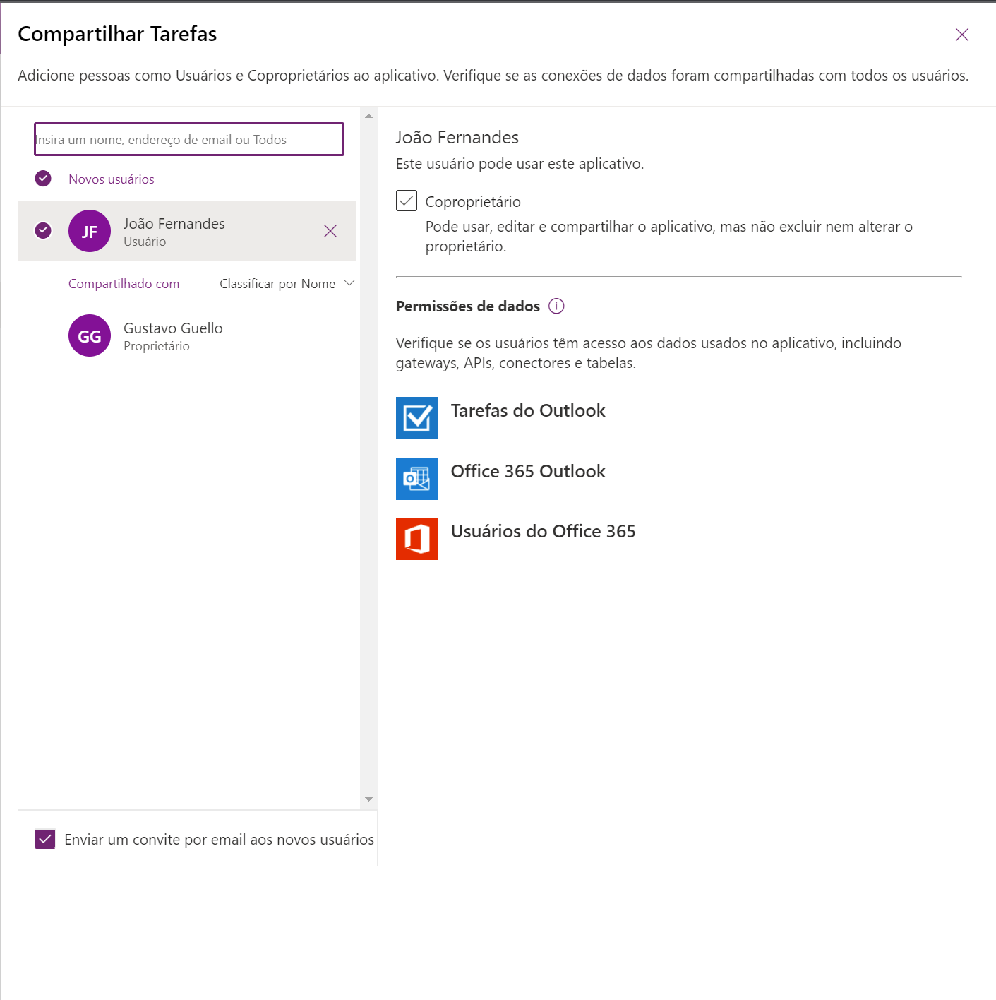 Compartilhar Tarefas
Adicione pessoas como Usuários e Coproprietários ao aplicativo. Verifique se as conexões de dados foram compartilhadas com todos os usuários.
Insira um nome, endereço de email ou Todos
Novos usuários
JF
João Fernandes
Usuário
Compartilhado com
Classificar por Nome
GG
Gustavo Guello
Proprietário
Enviar um convite por email aos novos usuários
João Fernandes
Este usuário pode usar este aplicativo.
Coproprietário
Pode usar, editar e compartilhar o aplicativo, mas não excluir nem alterar o
proprietário.
Permissões de dados
Verifique se os usuários têm acesso aos dados usados no aplicativo, incluindo
gateways, APIs, conectores e tabelas.
Tarefas do Outlook
Office 365 Outlook
Usuários do Office 365